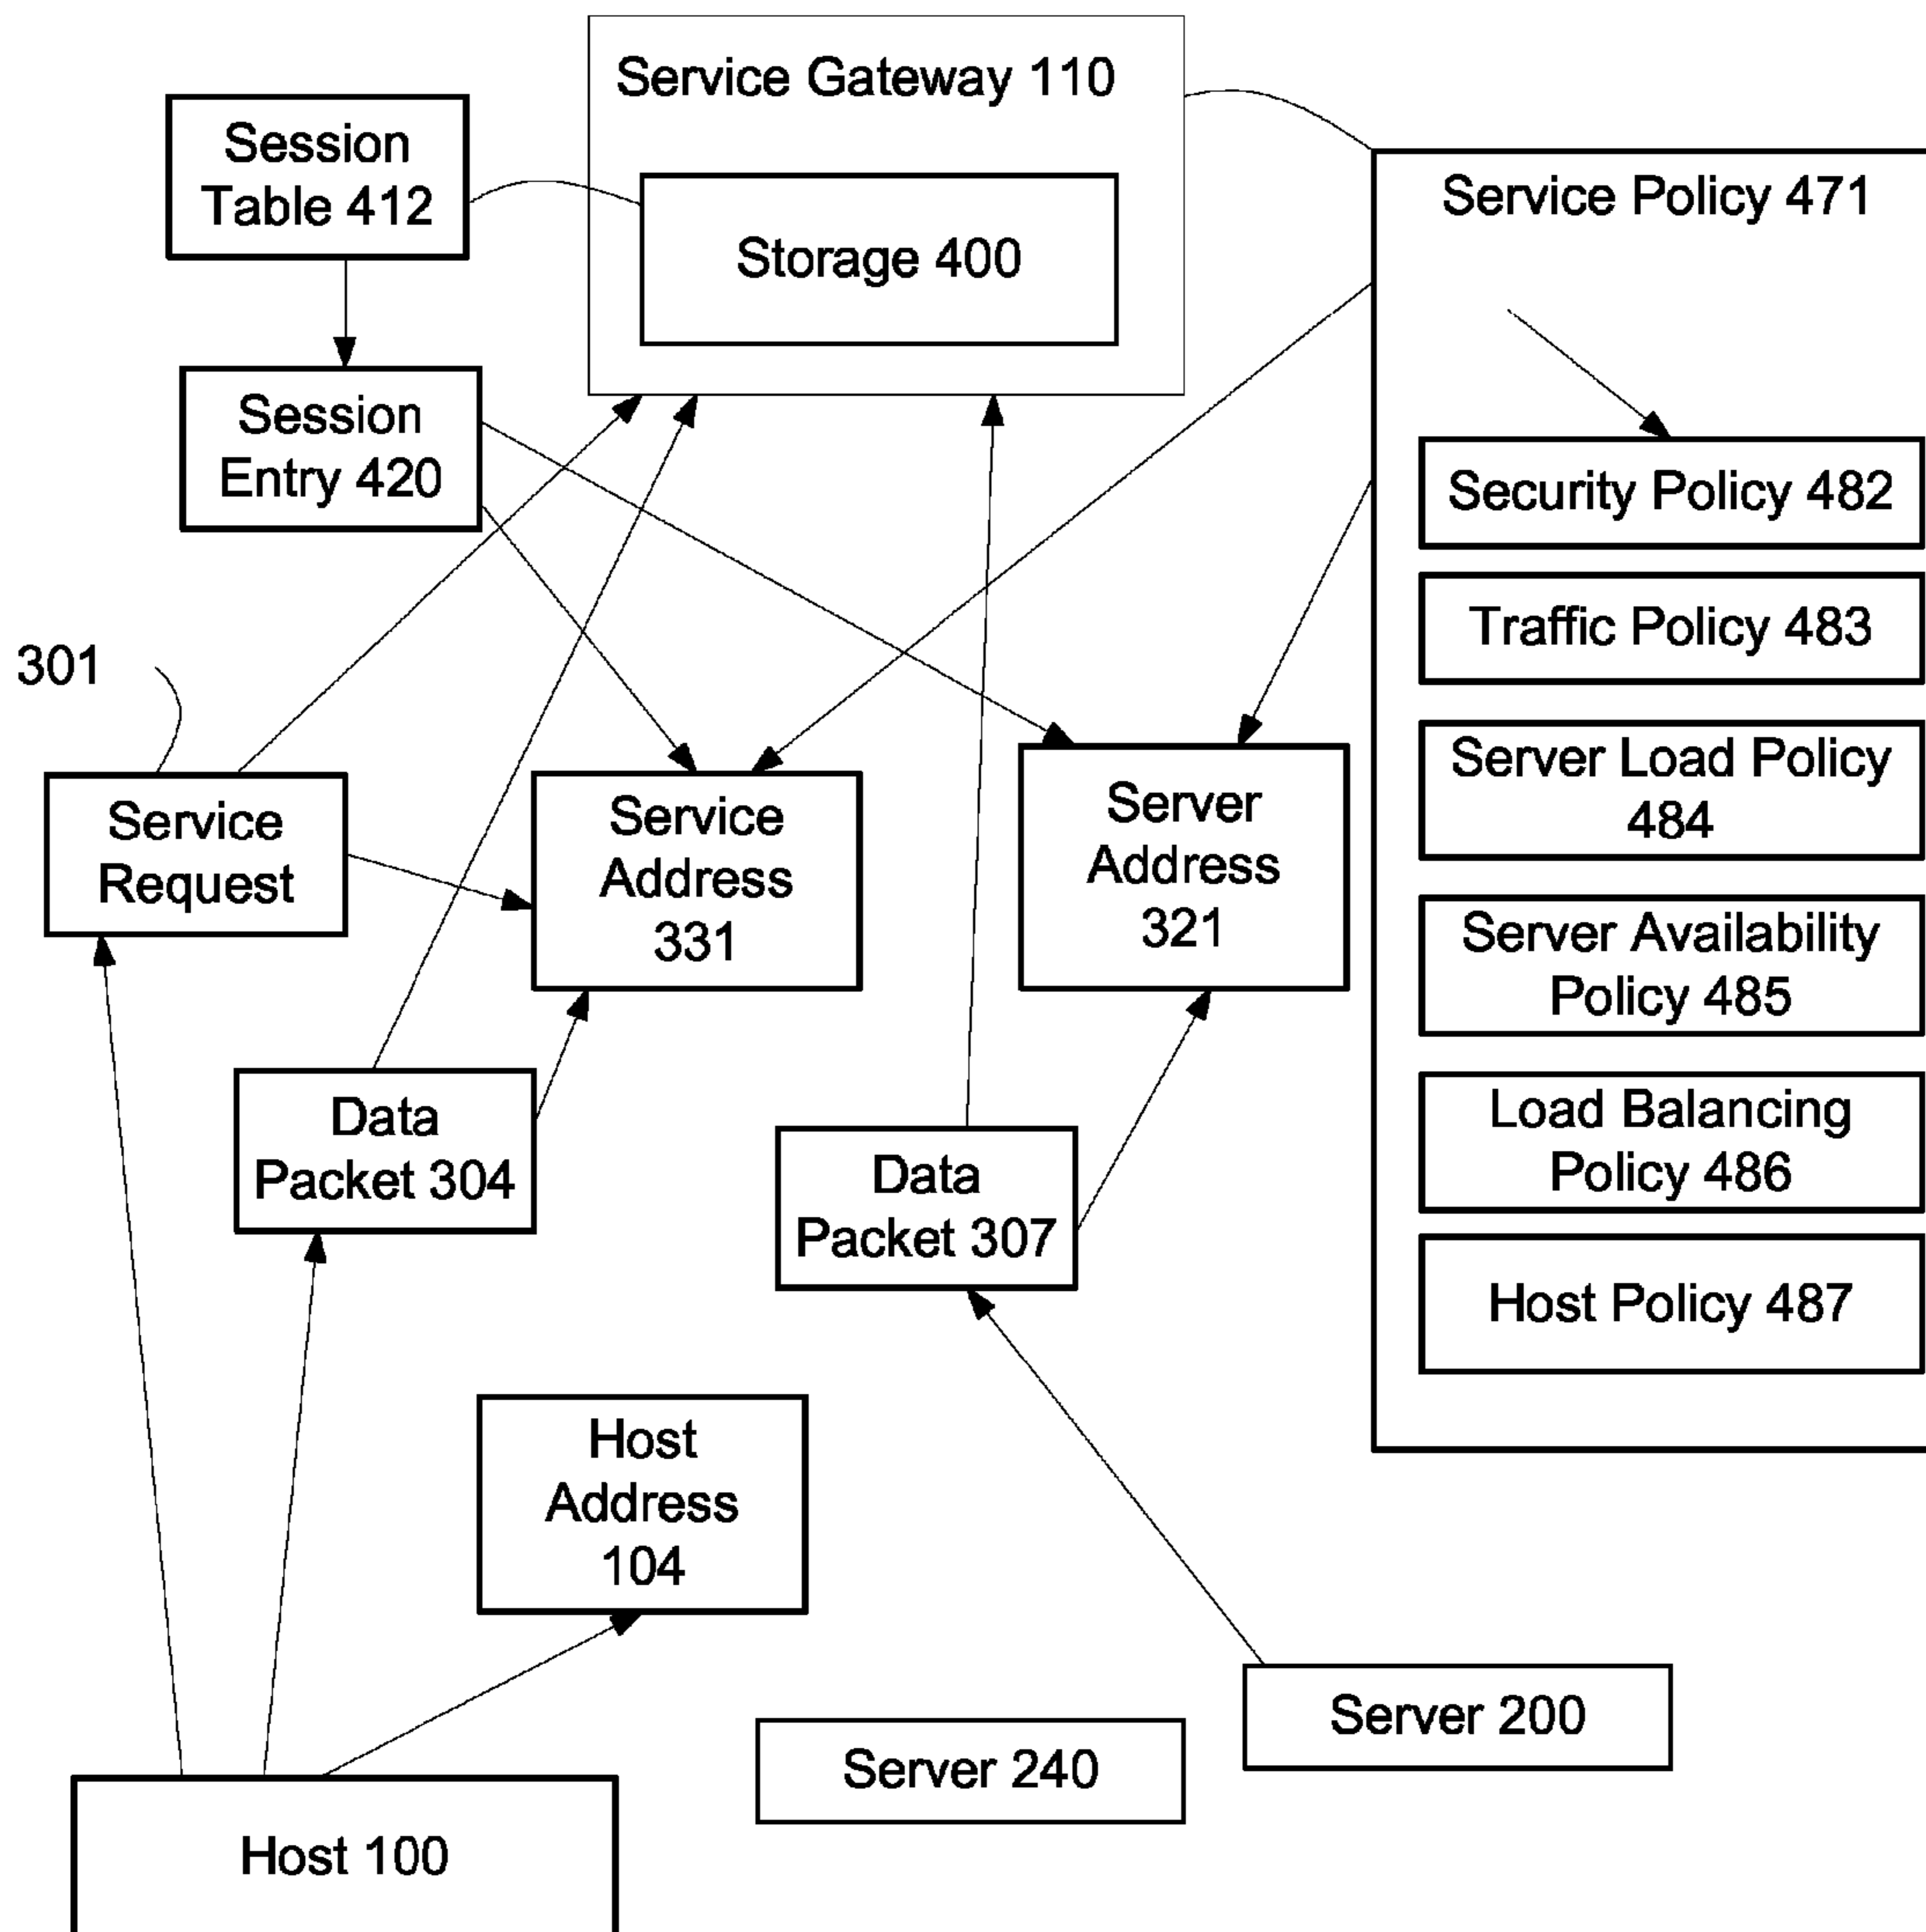 Service Gateway 110
Session
Table 412
Storage 400
Service Policy 471
Session
Entry 420
Security Policy 482
Traffic Policy 483
301
Server Load Policy
484
Service
Request
Service
Address
331
Server
Address
321
Server Availability
Policy 485
Data
Packet 304
Data
Packet 307
Load Balancing
Policy 486
Host Policy 487
Host
Address
104
Server 200
Server 240
Host 100